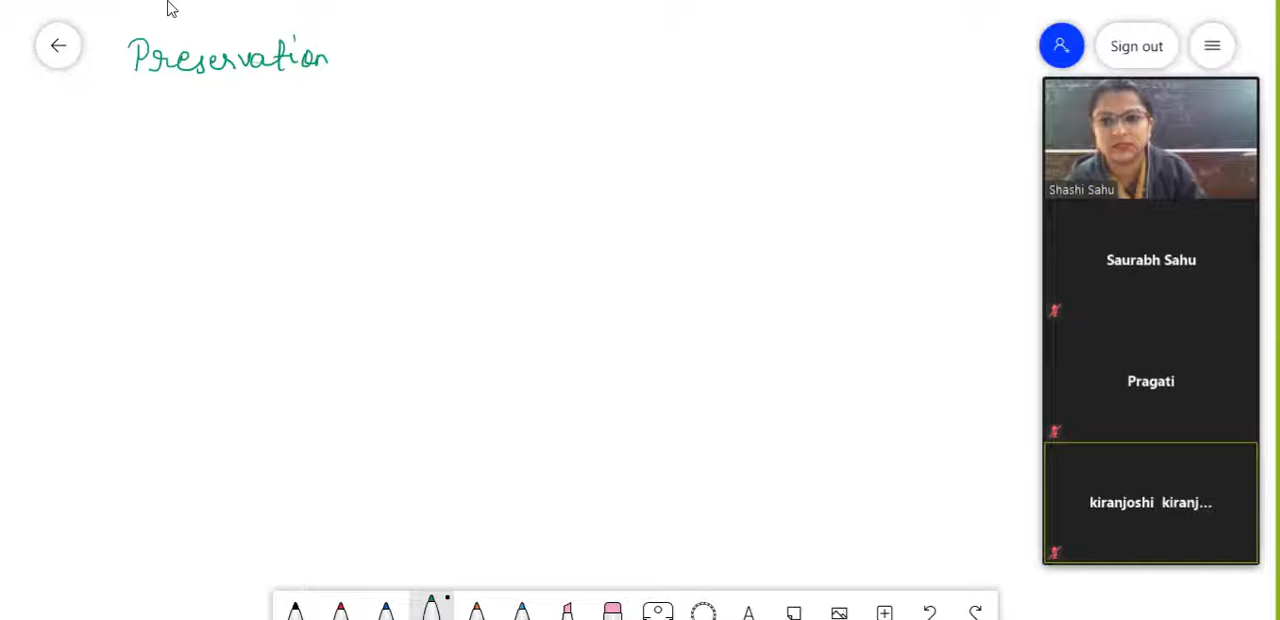 Preservation
Sign out
Shashi Sahu
Saurabh Sahu
Pragati
kiranjoshi kiranj...
A